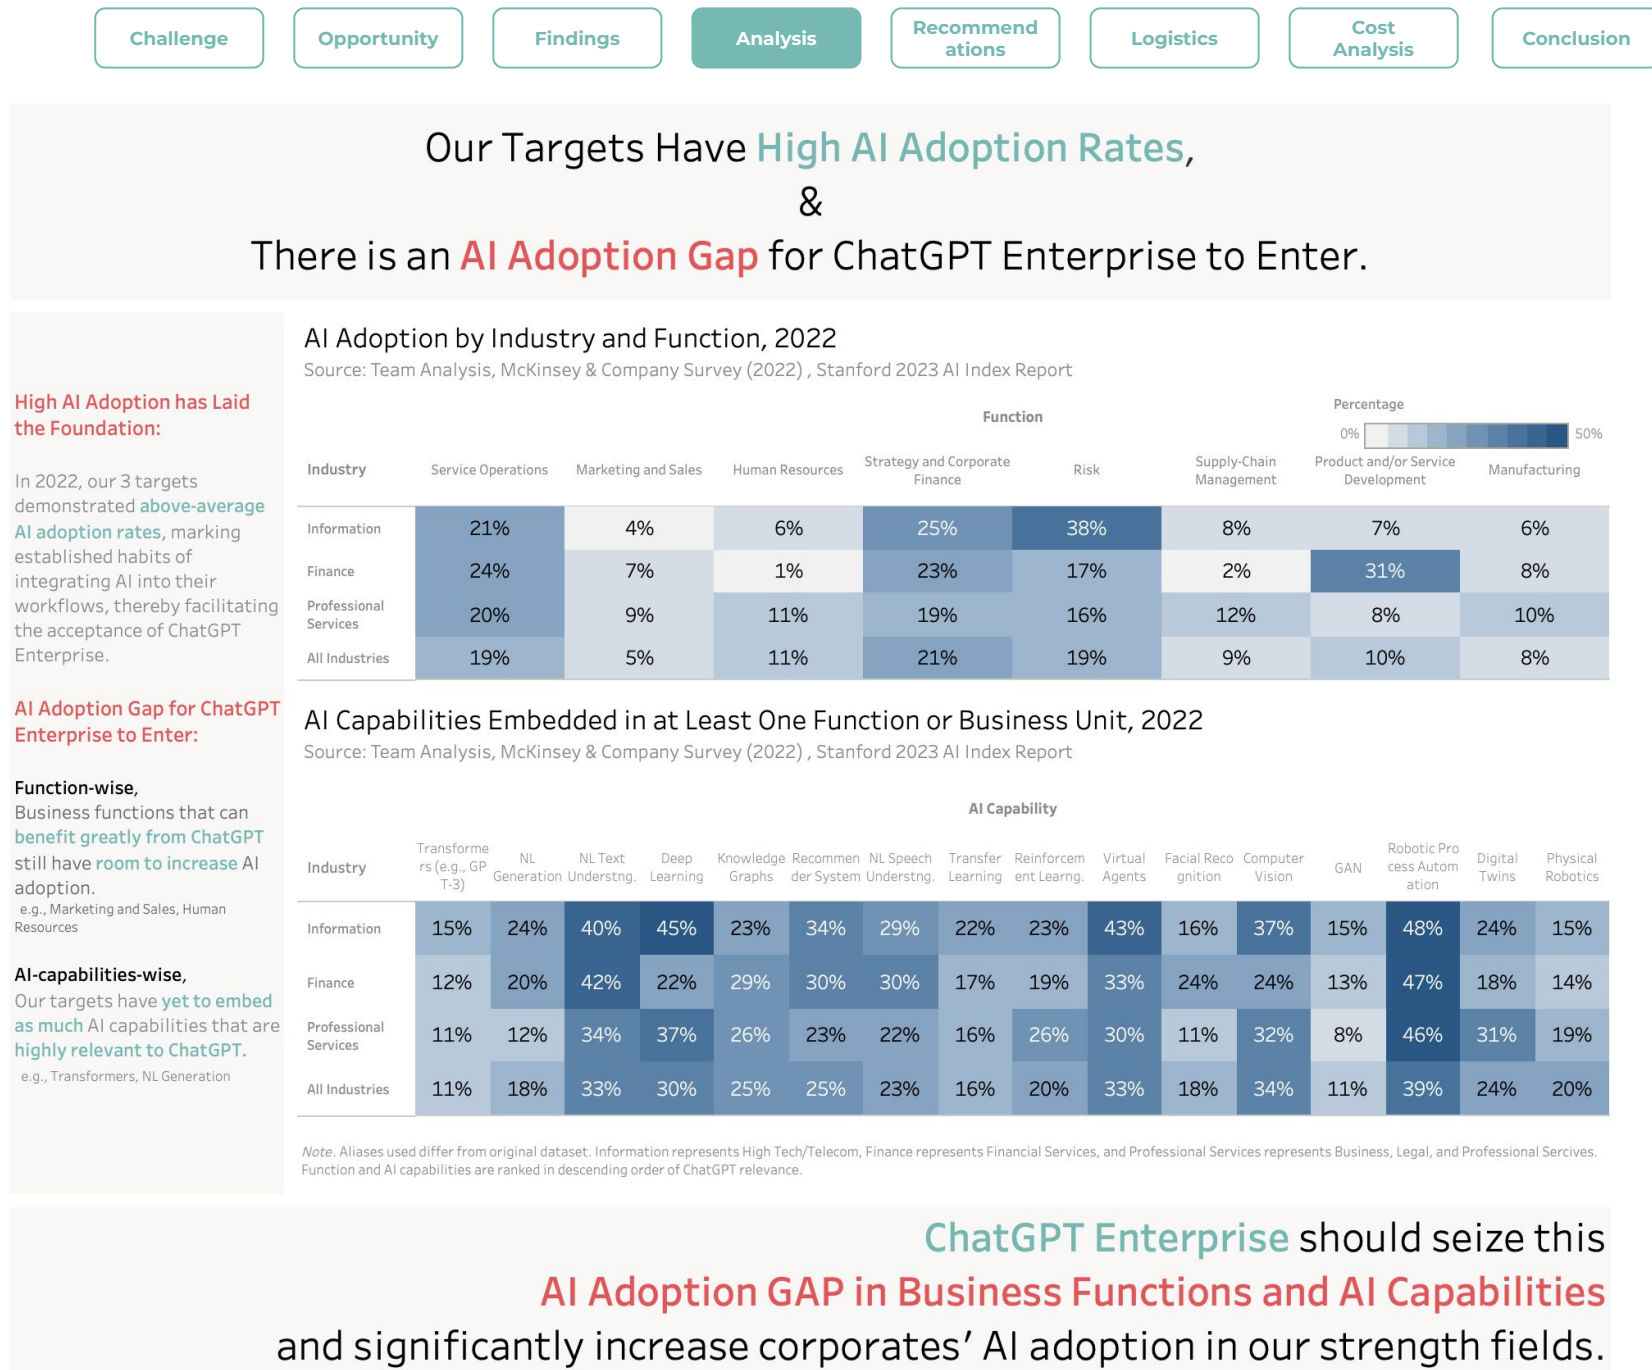 Challenge
Opportunity
Findings
Analysis
Recommend
ations
Logistics
Cost
Analysis
Conclusion
Our Targets Have High AI Adoption Rates,
&
There is an AI Adoption Gap for ChatGPT Enterprise to Enter.
High AI Adoption has Laid
the Foundation:
In 2022, our 3 targets
demonstrated above-average
AI adoption rates, marking
established habits of
integrating AI into their
workflows, thereby facilitating
the acceptance of ChatGPT
Enterprise.
AI Adoption Gap for ChatGPT
Enterprise to Enter:
Function-wise,
Business functions that can
benefit greatly from ChatGPT
still have room to increase AI
adoption.
e.g., Marketing and Sales, Human
Resources
AI-capabilities-wise,
Our targets have yet to embed
as much AI capabilities that are
highly relevant to ChatGPT.
e.g., Transformers, NL Generation
AI Adoption by Industry and Function, 2022
Source: Team Analysis, McKinsey & Company Survey (2022) , Stanford 2023 AI Index Report
Percentage
0% 50%
Function
Industry Service Operations Marketing and Sales Human Resources Strategy and Corporate Finance Risk Supply-Chain Management Product and/or Service Development Manufacturing
Information 21% 4% 6% 25% 38% 8% 7% 6%
Finance 24% 7% 1% 23% 17% 2% 31% 8%
Professional Services 20% 9% 11% 19% 16% 12% 8% 10%
All Industries 19% 5% 11% 21% 19% 9% 10% 8%
AI Capabilities Embedded in at Least One Function or Business Unit, 2022
Source: Team Analysis, McKinsey & Company Survey (2022) , Stanford 2023 AI Index Report
AI Capability
Industry Transforme rs (e.g., GP T-3) NL Generation NL Text Understng. Deep Learning Knowledge Graphs Recommen der System NL Speech Understng. Transfer Learning Reinforcem ent Learng. Virtual Agents Facial Reco gnition Computer Vision GAN Robotic Pro cess Autom ation Digital Twins Physical Robotics
Information 15% 24% 40% 45% 23% 34% 29% 22% 23% 43% 16% 37% 15% 48% 24% 15%
Finance 12% 20% 42% 22% 29% 30% 30% 17% 19% 33% 24% 24% 13% 47% 18% 14%
Professional Services 11% 12% 34% 37% 26% 23% 22% 16% 26% 30% 11% 32% 8% 46% 31% 19%
All Industries 11% 18% 33% 30% 25% 25% 23% 16% 20% 33% 18% 34% 11% 39% 24% 20%
Note. Aliases used differ from original dataset. Information represents High Tech/Telecom, Finance represents Financial Services, and Professional Services represents Business, Legal, and Professional Sercives.
Function and AI capabilities are ranked in descending order of ChatGPT relevance.
ChatGPT Enterprise should seize this
AI Adoption GAP in Business Functions and AI Capabilities
and significantly increase corporates’ AI adoption in our strength fields.